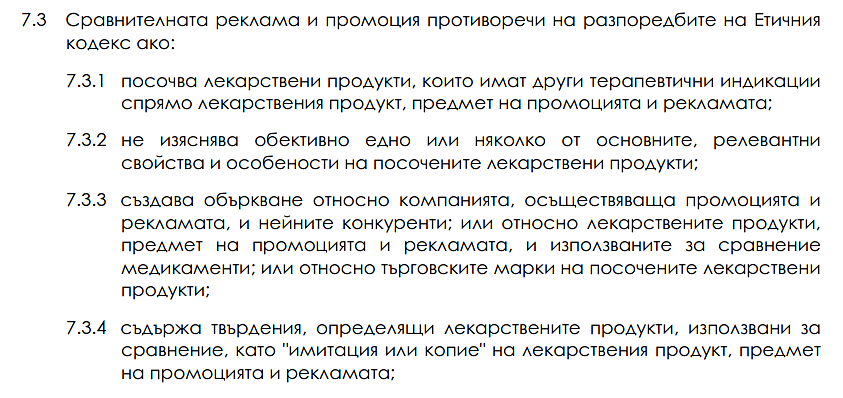 7.3 Сравнителната реклама и промоция противоречи на разпоредбите на Етичния
кодекс ако:
7.3.1 посочва лекарствени продукти, които имат други терапевтични индикации
спрямо лекарствения продукт, предмет на промоцията и рекламата;
7.3.2 не изяснява обективно едно или няколко от основните, релевантни
свойства и особености на посочените лекарствени продукти;
7.3.3 създава объркване относно компанията, осъществяваща промоцията и
рекламата, и нейните конкуренти; или относно лекарствените продукти,
предмет на промоцията и рекламата, и използваните за сравнение
медикаменти; или относно търговските марки на посочените лекарствени
продукти;
7.3.4 съдържа твърдения, определящи лекарствените продукти, използвани за
сравнение, като "имитация или копие" на лекарствения продукт, предмет
на промоцията и рекламата;